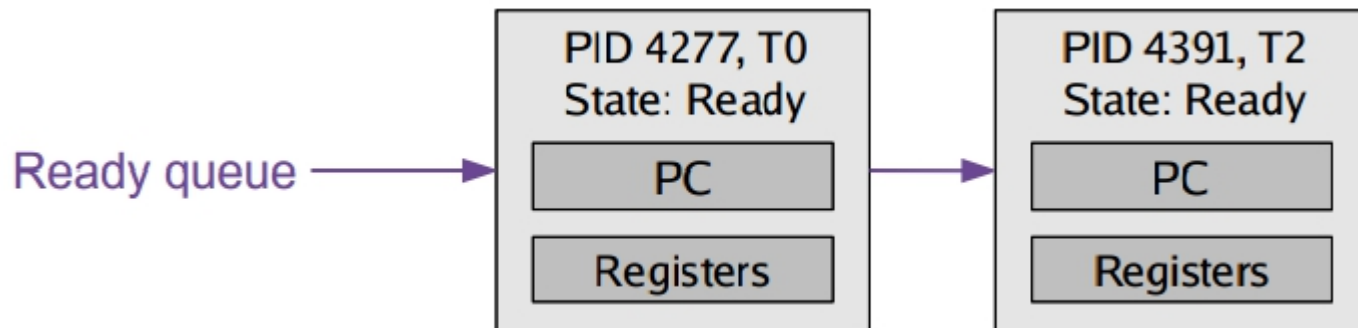 Ready queue
PID 4277, T0
State: Ready
PC
Registers
PID 4391, T2
State: Ready
PC
Registers